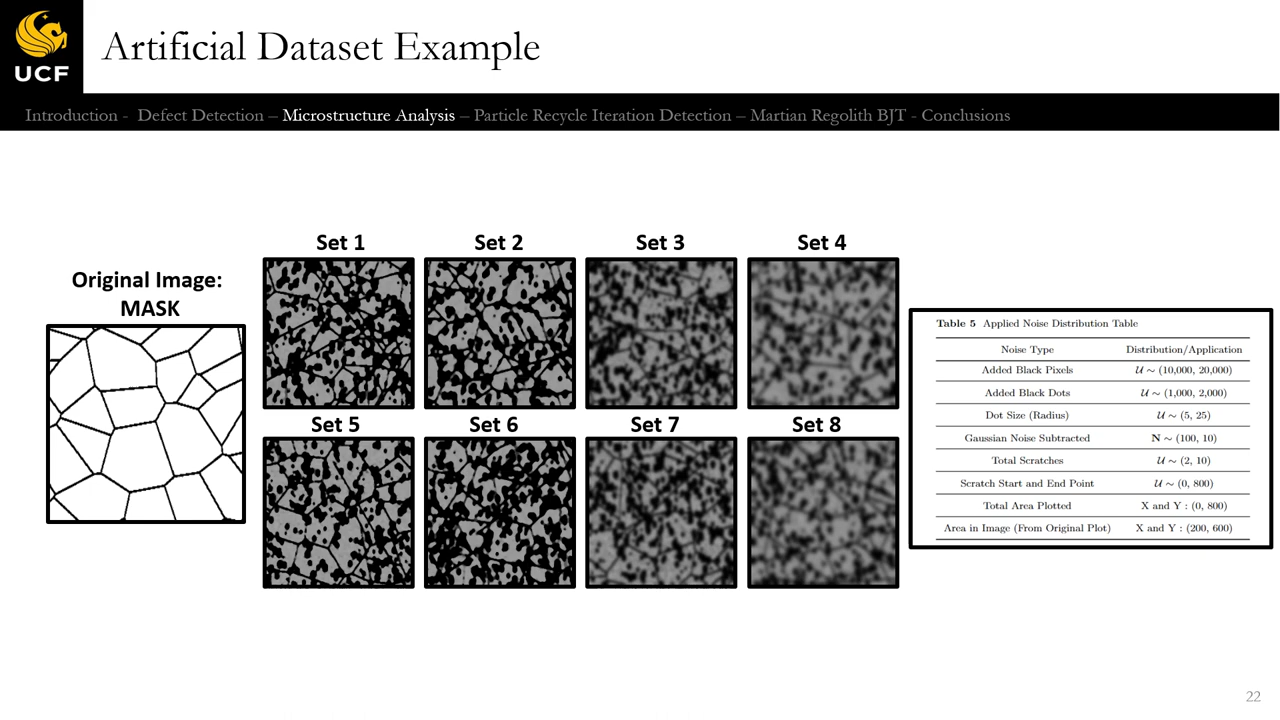 UCF
Artificial Dataset Example
Introduction - Defect Detection – Microstructure Analysis – Particle Recycle Iteration Detection – Martian Regolith BJT - Conclusions
Original Image:
MASK
Set 1
Set 2
Set 3
Set 4
Set 5
Set 6
Set 7
Set 8
Table 5 Applied Noise Distribution Table
Noise Type Distribution/Application
Added Black Pixels 𝒰 ∼ (10,000, 20,000)
Added Black Dots 𝒰 ∼ (1,000, 2,000)
Dot Size (Radius) 𝒰 ∼ (5, 25)
Gaussian Noise Subtracted N ∼ (100, 10)
Total Scratches 𝒰 ∼ (2, 10)
Scratch Start and End Point 𝒰 ∼ (0, 800)
Total Area Plotted X and Y : (0, 800)
Area in Image (From Original Plot) X and Y : (200, 600)
22